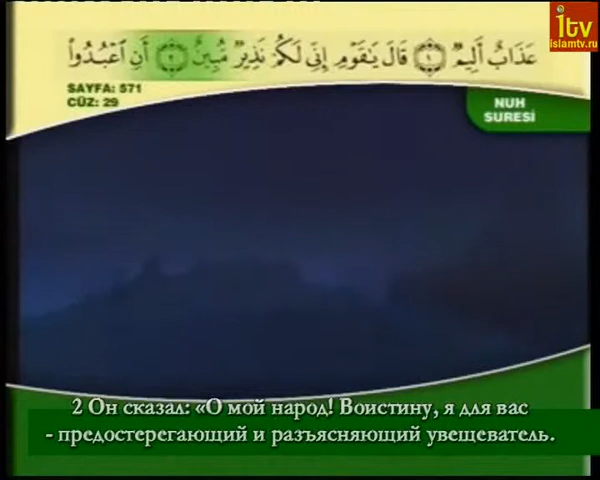 itv
islamtv.ru
عَذَابٌ أَلِيمٌ ﴿١﴾ قَالَ يَٰقَوْمِ إِنِّي لَكُمْ نَذِيرٌ مُّبِينٌ ﴿٢﴾ أَنِ ٱعْبُدُوا۟
SAYFA: 571
CÜZ: 29
NUH
SURESİ
2 Он сказал: «О мой народ! Воистину, я для вас
- предостерегающий и разъясняющий увещеватель.